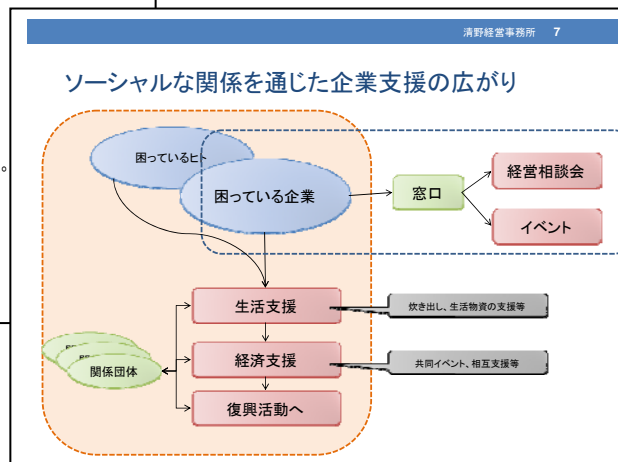 清野経営事務所 7
ソーシャルな関係を通じた企業支援の広がり
。
困っているヒト
困っている企業
窓口
経営相談会
イベント
生活支援
炊き出し、生活物資の支援等
経済支援
共同イベント、相互支援等
関係団体
復興活動へ